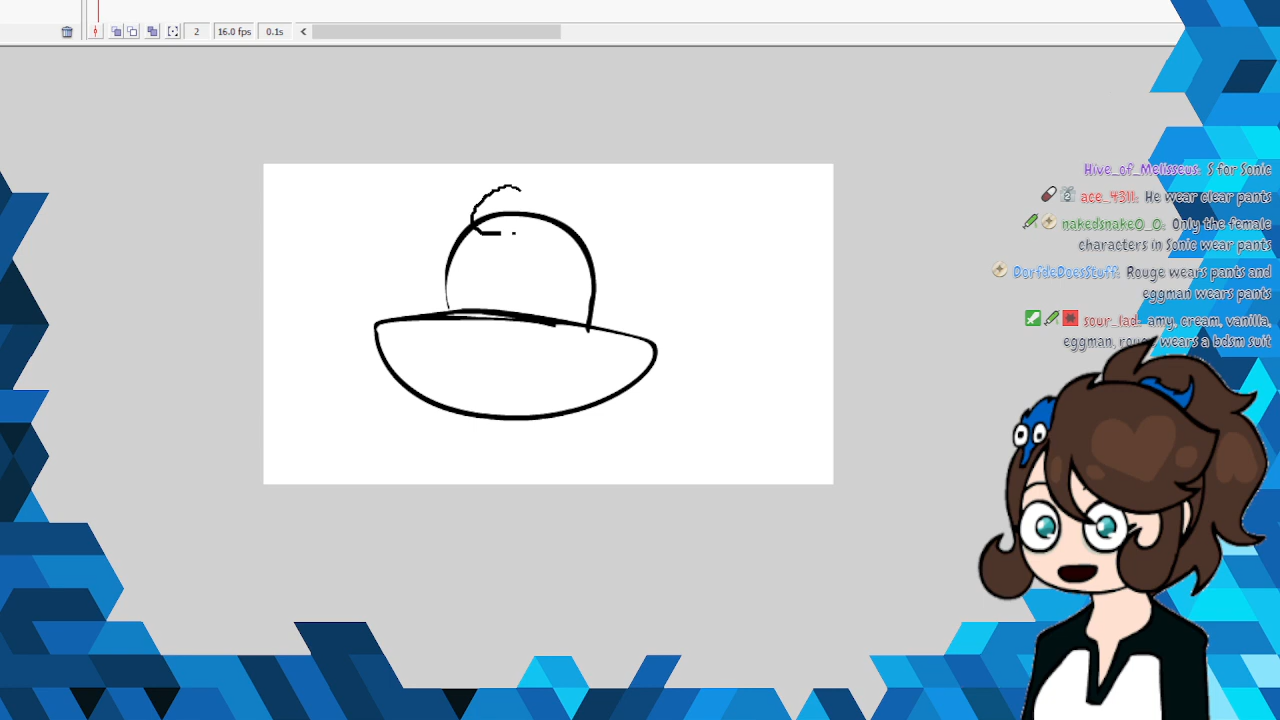 2 16.0 fps 0.1s
Hive_of_Melisseus: S for Sonic
ace_4311: He wear clear pants
nakedsnake0_0: Only the female
characters in Sonic wear pants
DorfdeDoesStuff: Rouge wears pants and
eggman wears pants
sour_lad: amy, cream, vanilla,
eggman, rouge wears a bdsm suit